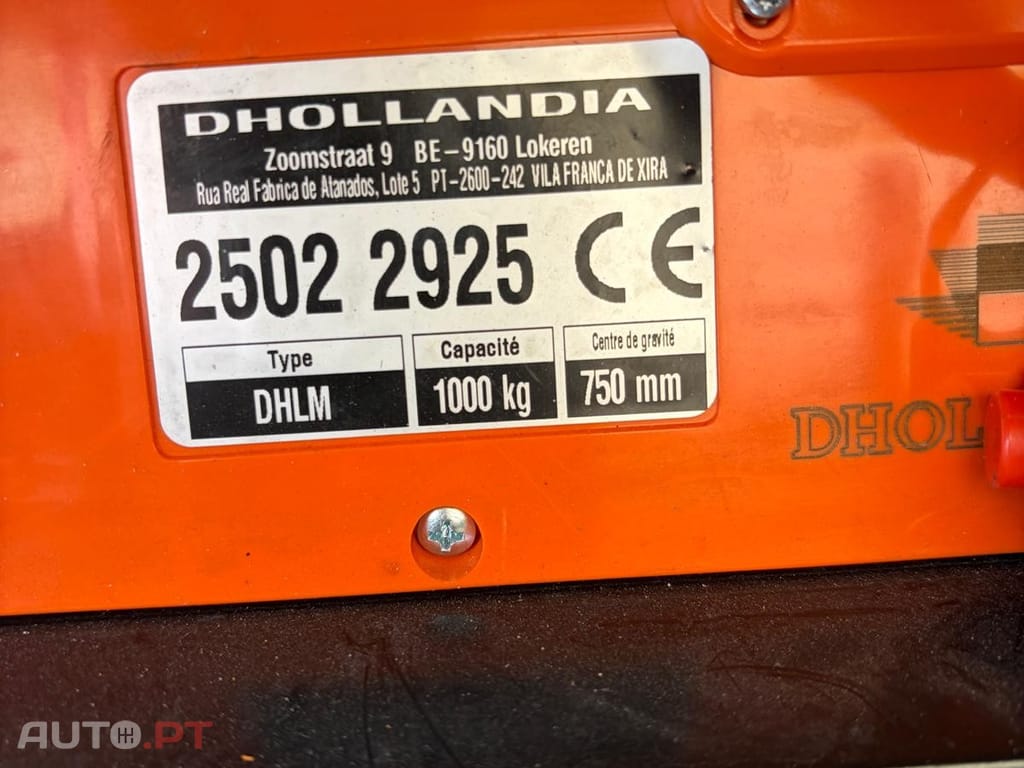 DHOLLANDIA
Zoomstraat 9 BE-9160 Lokeren
Rua Real Fabrica de Atanados, Lote 5 PT-2600-242 VILA FRANCA DE XIRA
2502 2925 CE
Type Capacité Centre de gravité
DHLM 1000 kg 750 mm
DHOL
AUTO.PT